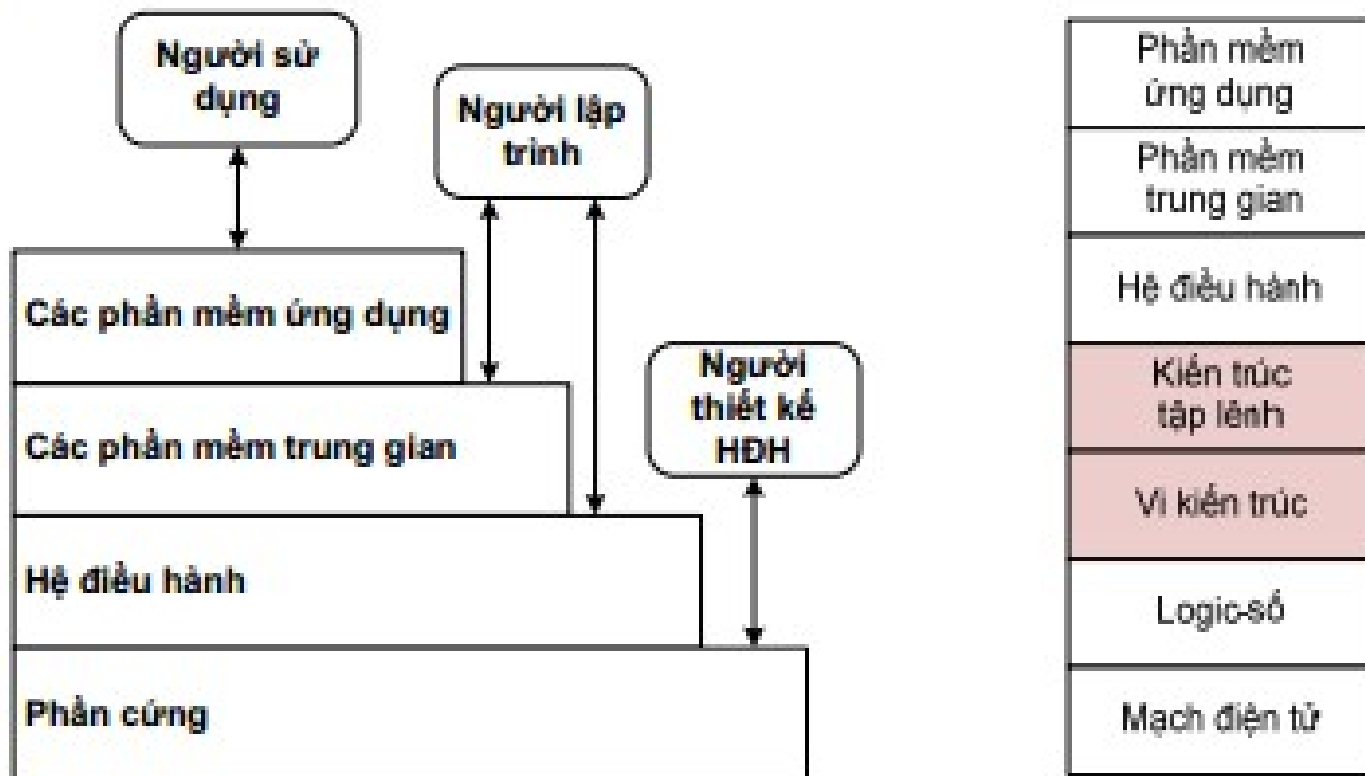 Người sử
dụng
Người lập
trình
Các phần mềm ứng dụng
Người
thiết kế
HĐH
Các phần mềm trung gian
Hệ điều hành
Phần cứng
Phần mềm
ứng dụng
Phần mềm
trung gian
Hệ điều hành
Kiến trúc
tập lệnh
Vi kiến trúc
Logic-số
Mạch điện tử